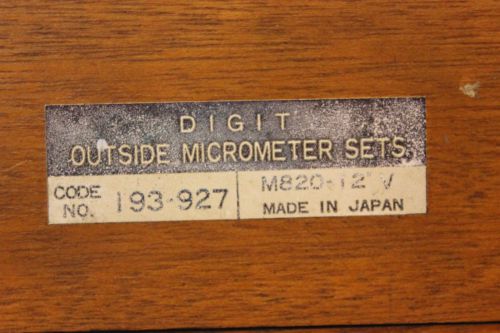 DIGIT
OUTSIDE MICROMETER SETS.
CODE NO. 193-927
M820-12" V
MADE IN JAPAN